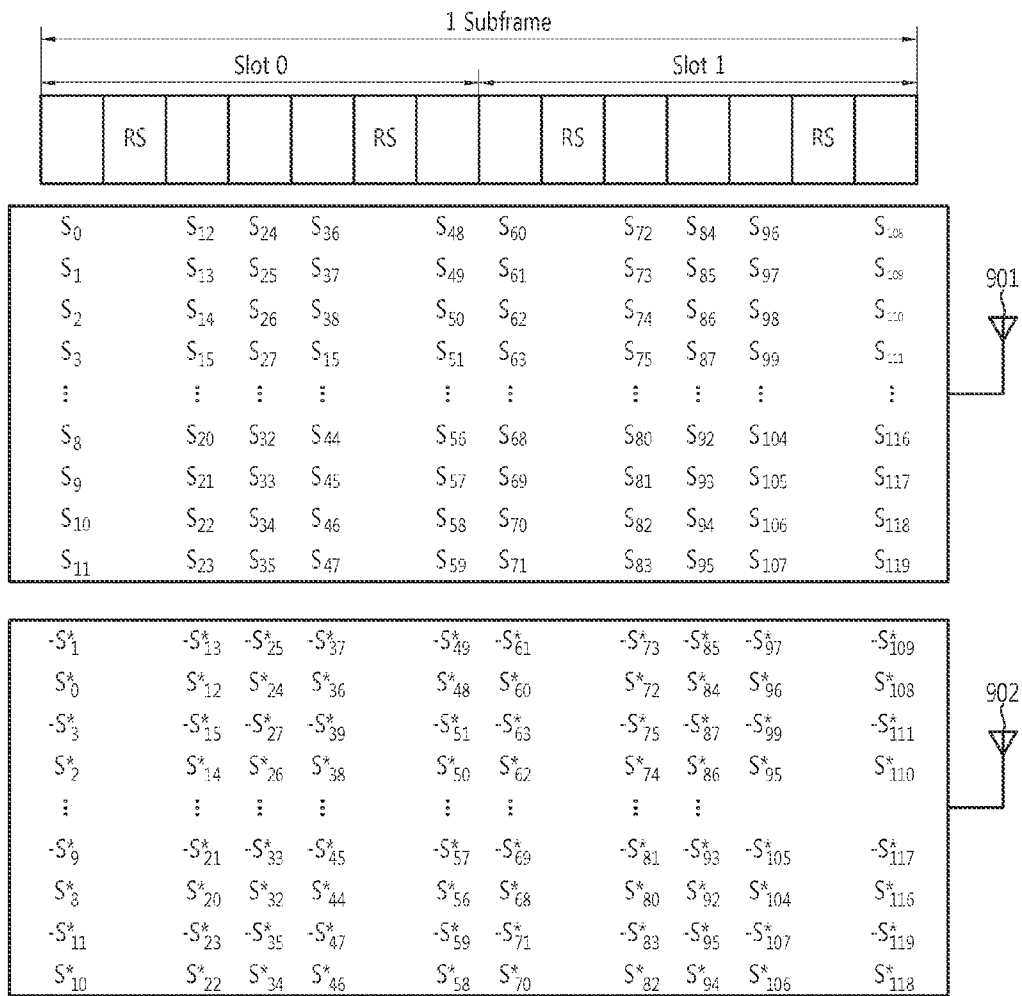 1 Subframe
Slot 0 Slot 1
RS RS RS RS
S0 S12 S24 S36 S48 S60 S72 S84 S96 S108
S1 S13 S25 S37 S49 S61 S73 S85 S97 S109
901
S2 S14 S26 S38 S50 S62 S74 S86 S98 S110
S3 S15 S27 S15 S51 S63 S75 S87 S99 S111
⋮ ⋮ ⋮ ⋮ ⋮ ⋮ ⋮ ⋮ ⋮ ⋮
S8 S20 S32 S44 S56 S68 S80 S92 S104 S116
S9 S21 S33 S45 S57 S69 S81 S93 S105 S117
S10 S22 S34 S46 S58 S70 S82 S94 S106 S118
S11 S23 S35 S47 S59 S71 S83 S95 S107 S119
-S*1 -S*13 -S*25 -S*37 -S*49 -S*61 -S*73 -S*85 -S*97 -S*109
S*0 S*12 S*24 S*36 S*48 S*60 S*72 S*84 S*96 S*108
902
-S*3 -S*15 -S*27 -S*39 -S*51 -S*63 -S*75 -S*87 -S*99 -S*111
S*2 S*14 S*26 S*38 S*50 S*62 S*74 S*86 S*95 S*110
⋮ ⋮ ⋮ ⋮ ⋮ ⋮ ⋮ ⋮
-S*9 -S*21 -S*33 -S*45 -S*57 -S*69 -S*81 -S*93 -S*105 -S*117
S*8 S*20 S*32 S*44 S*56 S*68 S*80 S*92 S*104 S*116
-S*11 -S*23 -S*35 -S*47 -S*59 -S*71 -S*83 -S*95 -S*107 -S*119
S*10 S*22 S*34 S*46 S*58 S*70 S*82 S*94 S*106 S*118